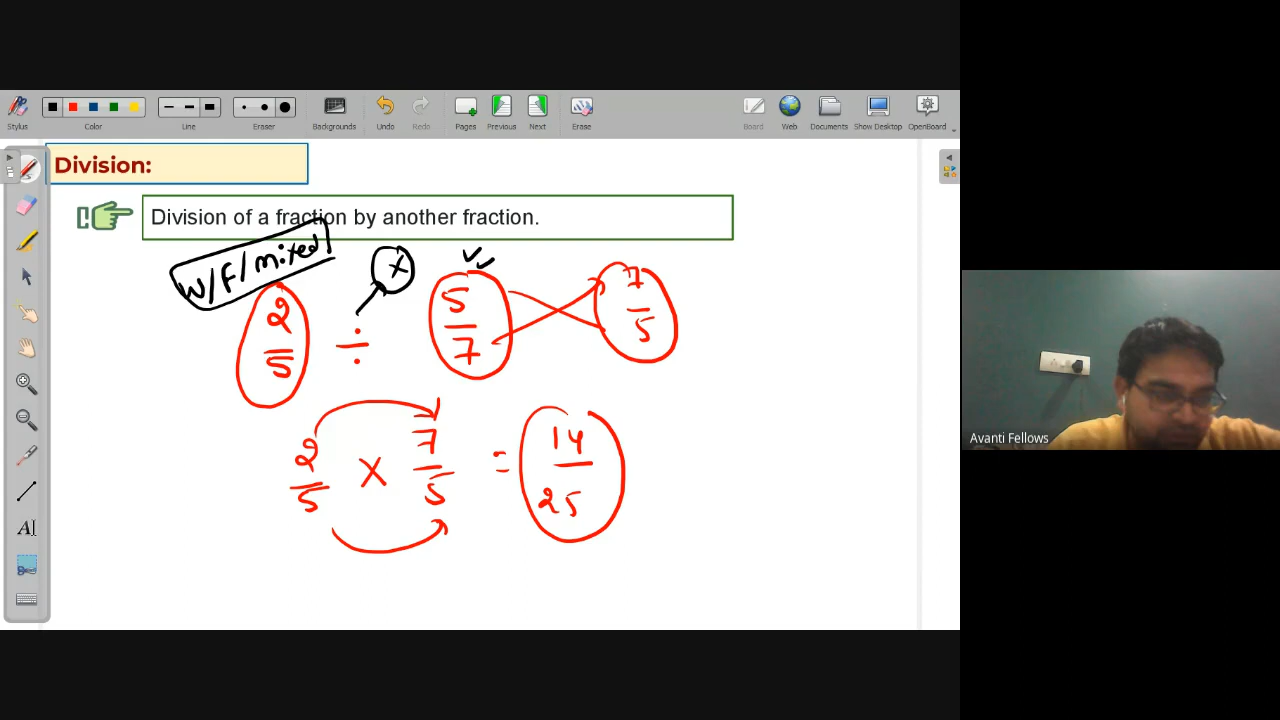 Stylus Color Line Eraser Backgrounds Undo Redo Pages Previous Next Erase Board Web Documents Show Desktop OpenBoard
Division:
Division of a fraction by another fraction.
W/F/mixed
2/5 ÷ x 5/7 7/5
2/5 x 7/5 = 14/25
A
Avanti Fellows